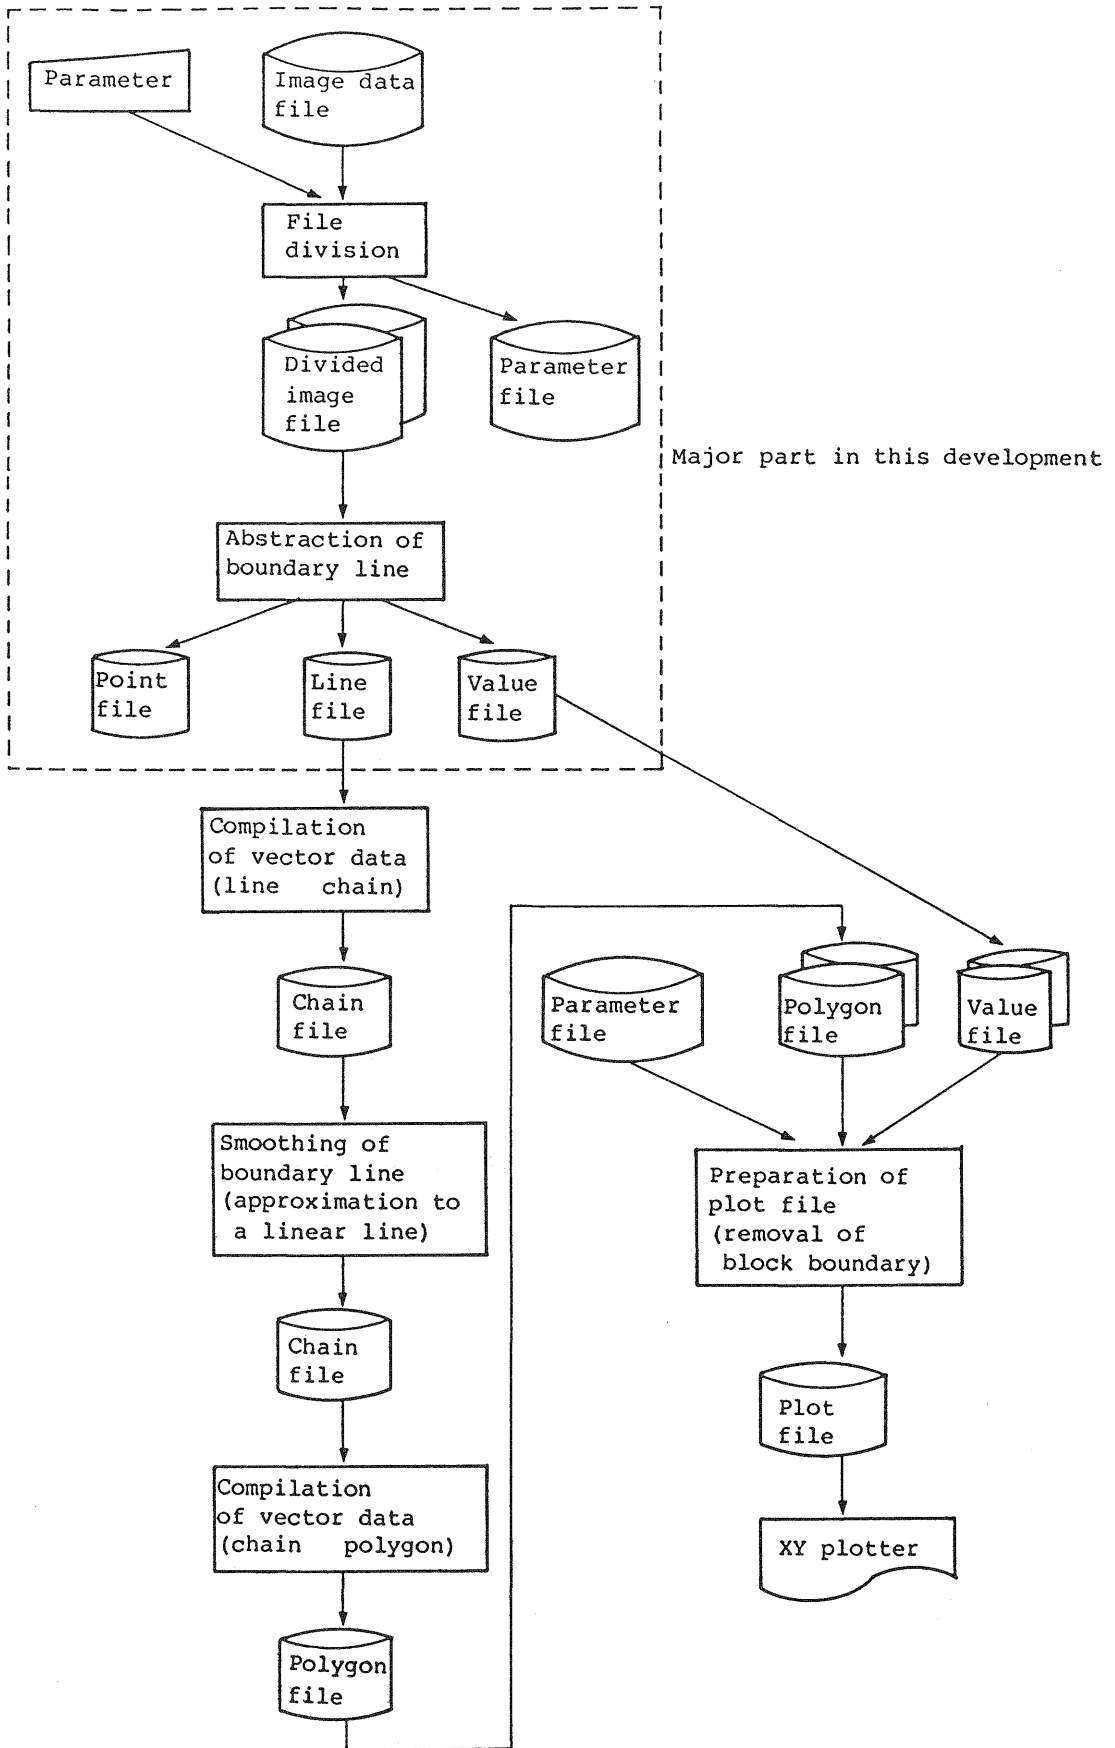 Parameter
Image data
file
File
division
Divided
image
file
Parameter
file
Major part in this development
Abstraction of
boundary line
Point
file
Line
file
Value
file
Compilation
of vector data
(line chain)
Chain
file
Smoothing of
boundary line
(approximation to
a linear line)
Chain
file
Compilation
of vector data
(chain polygon)
Polygon
file
Parameter
file
Polygon
file
Value
file
Preparation of
plot file
(removal of
block boundary)
Plot
file
XY plotter